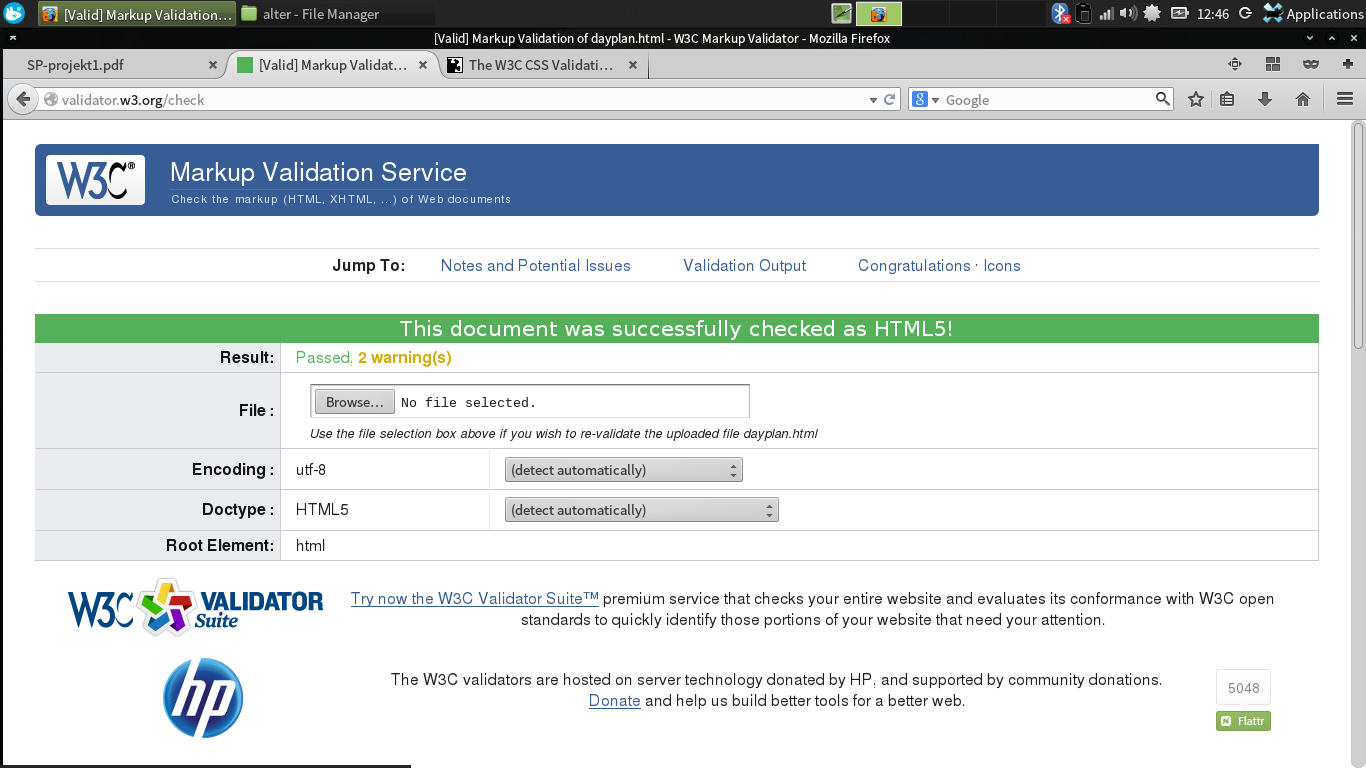 [Valid] Markup Validation...
alter - File Manager
12:46
Applications
[Valid] Markup Validation of dayplan.html - W3C Markup Validator - Mozilla Firefox
SP-projekt1.pdf
[Valid] Markup Validat...
The W3C CSS Validati...
validator.w3.org/check
8
Google
W3C®
Markup Validation Service
Check the markup (HTML, XHTML, ...) of Web documents
Jump To:
Notes and Potential Issues
Validation Output
Congratulations · Icons
This document was successfully checked as HTML5!
Result: Passed, 2 warning(s)
File : Browse... No file selected.
Use the file selection box above if you wish to re-validate the uploaded file dayplan.html
Encoding : utf-8 (detect automatically)
Doctype : HTML5 (detect automatically)
Root Element: html
W3C VALIDATOR Suite
Try now the W3C Validator Suite™ premium service that checks your entire website and evaluates its conformance with W3C open
standards to quickly identify those portions of your website that need your attention.
hp
The W3C validators are hosted on server technology donated by HP, and supported by community donations.
Donate and help us build better tools for a better web.
5048
Flattr